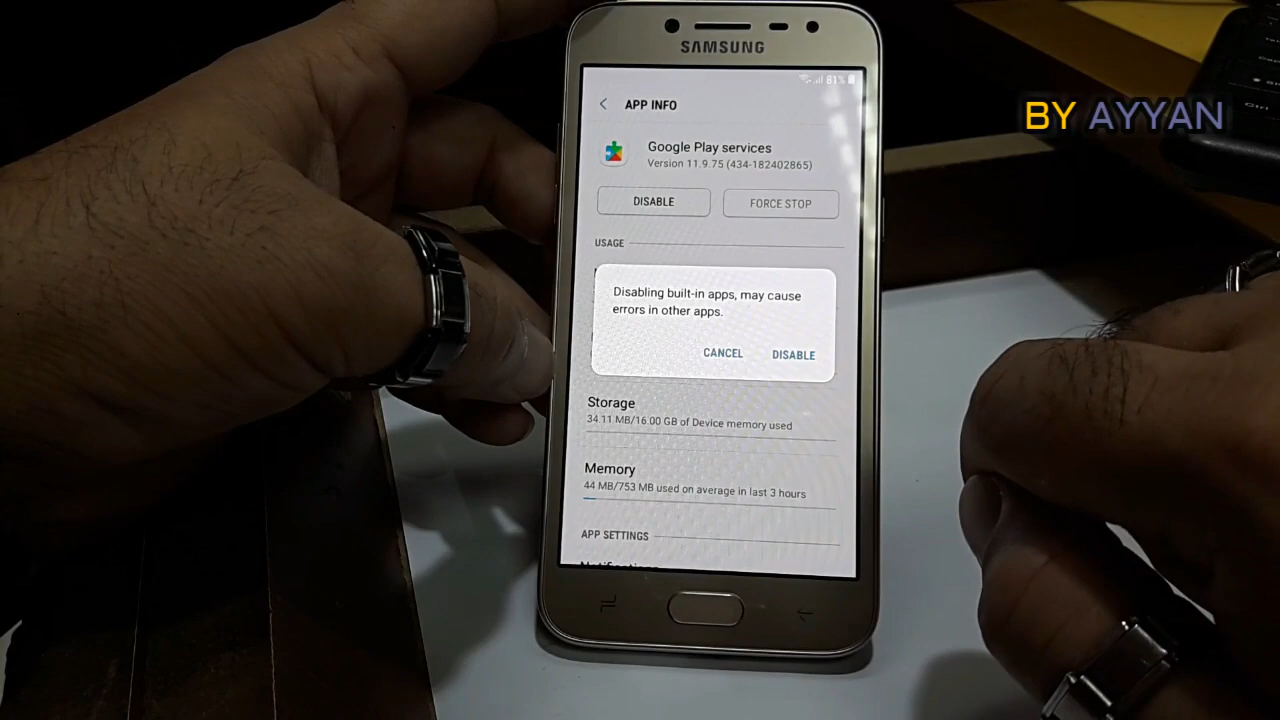 SAMSUNG
81%
APP INFO
Google Play services
Version 11.9.75 (434-182402865)
DISABLE
FORCE STOP
USAGE
Disabling built-in apps, may cause
errors in other apps.
CANCEL
DISABLE
Storage
34.11 MB/16.00 GB of Device memory used
Memory
44 MB/753 MB used on average in last 3 hours
APP SETTINGS
Notifications
BY AYYAN
Ctrl